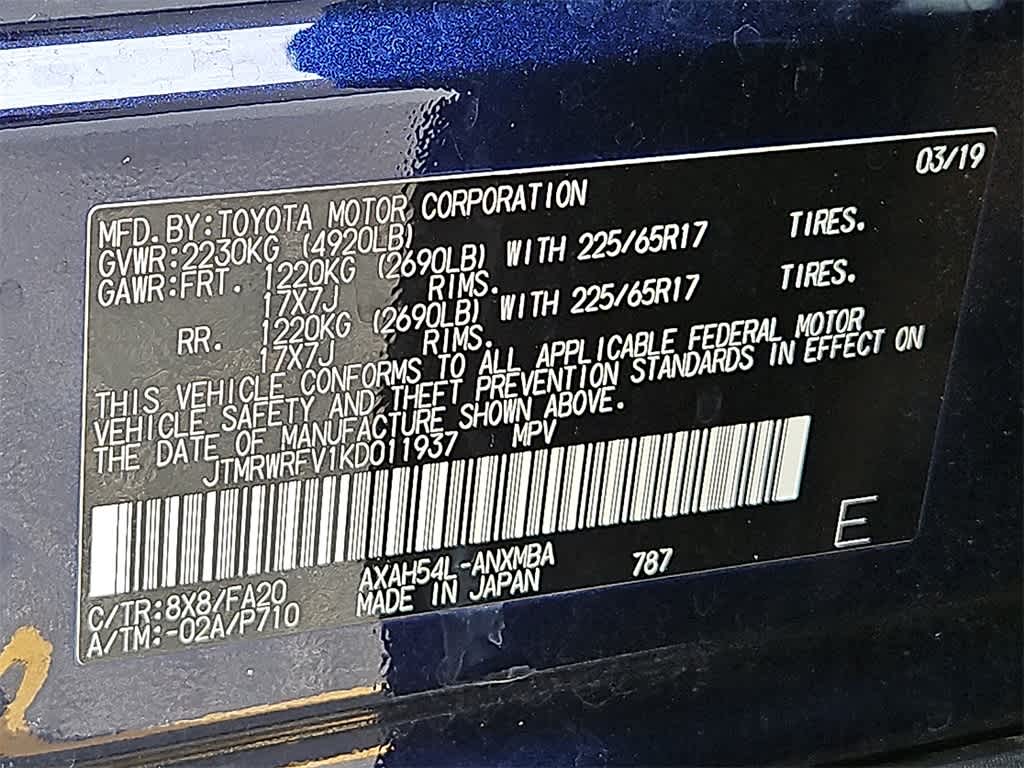 03/19
MFD. BY:TOYOTA MOTOR CORPORATION
GVWR:2230KG (4920LB)
GAWR:FRT. 1220KG (2690LB) WITH 225/65R17 TIRES.
17X7J RIMS.
RR. 1220KG (2690LB) WITH 225/65R17 TIRES.
17X7J RIMS.
THIS VEHICLE CONFORMS TO ALL APPLICABLE FEDERAL MOTOR
VEHICLE SAFETY AND THEFT PREVENTION STANDARDS IN EFFECT ON
THE DATE OF MANUFACTURE SHOWN ABOVE.
JTMRWRFV1KD011937 MPV
E
C/TR:8X8/FA20 AXAH54L-ANXMBA 787
A/TM:-02A/P710 MADE IN JAPAN